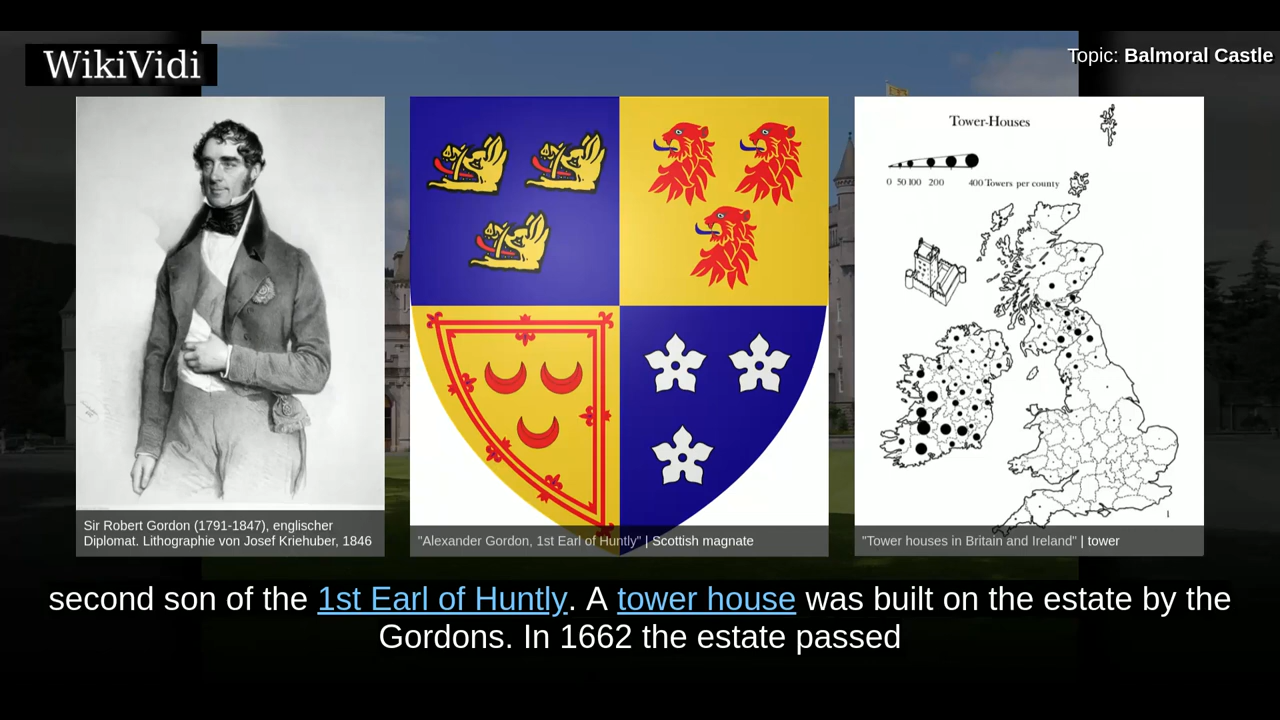 WikiVidi
Topic: Balmoral Castle
Tower-Houses
0 50 100 200 400 Towers per county
1
Sir Robert Gordon (1791-1847), englischer
Diplomat. Lithographie von Josef Kriehuber, 1846
"Alexander Gordon, 1st Earl of Huntly" | Scottish magnate
"Tower houses in Britain and Ireland" | tower
second son of the 1st Earl of Huntly. A tower house was built on the estate by the
Gordons. In 1662 the estate passed